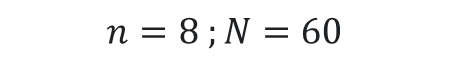 n = 8 ; N = 60